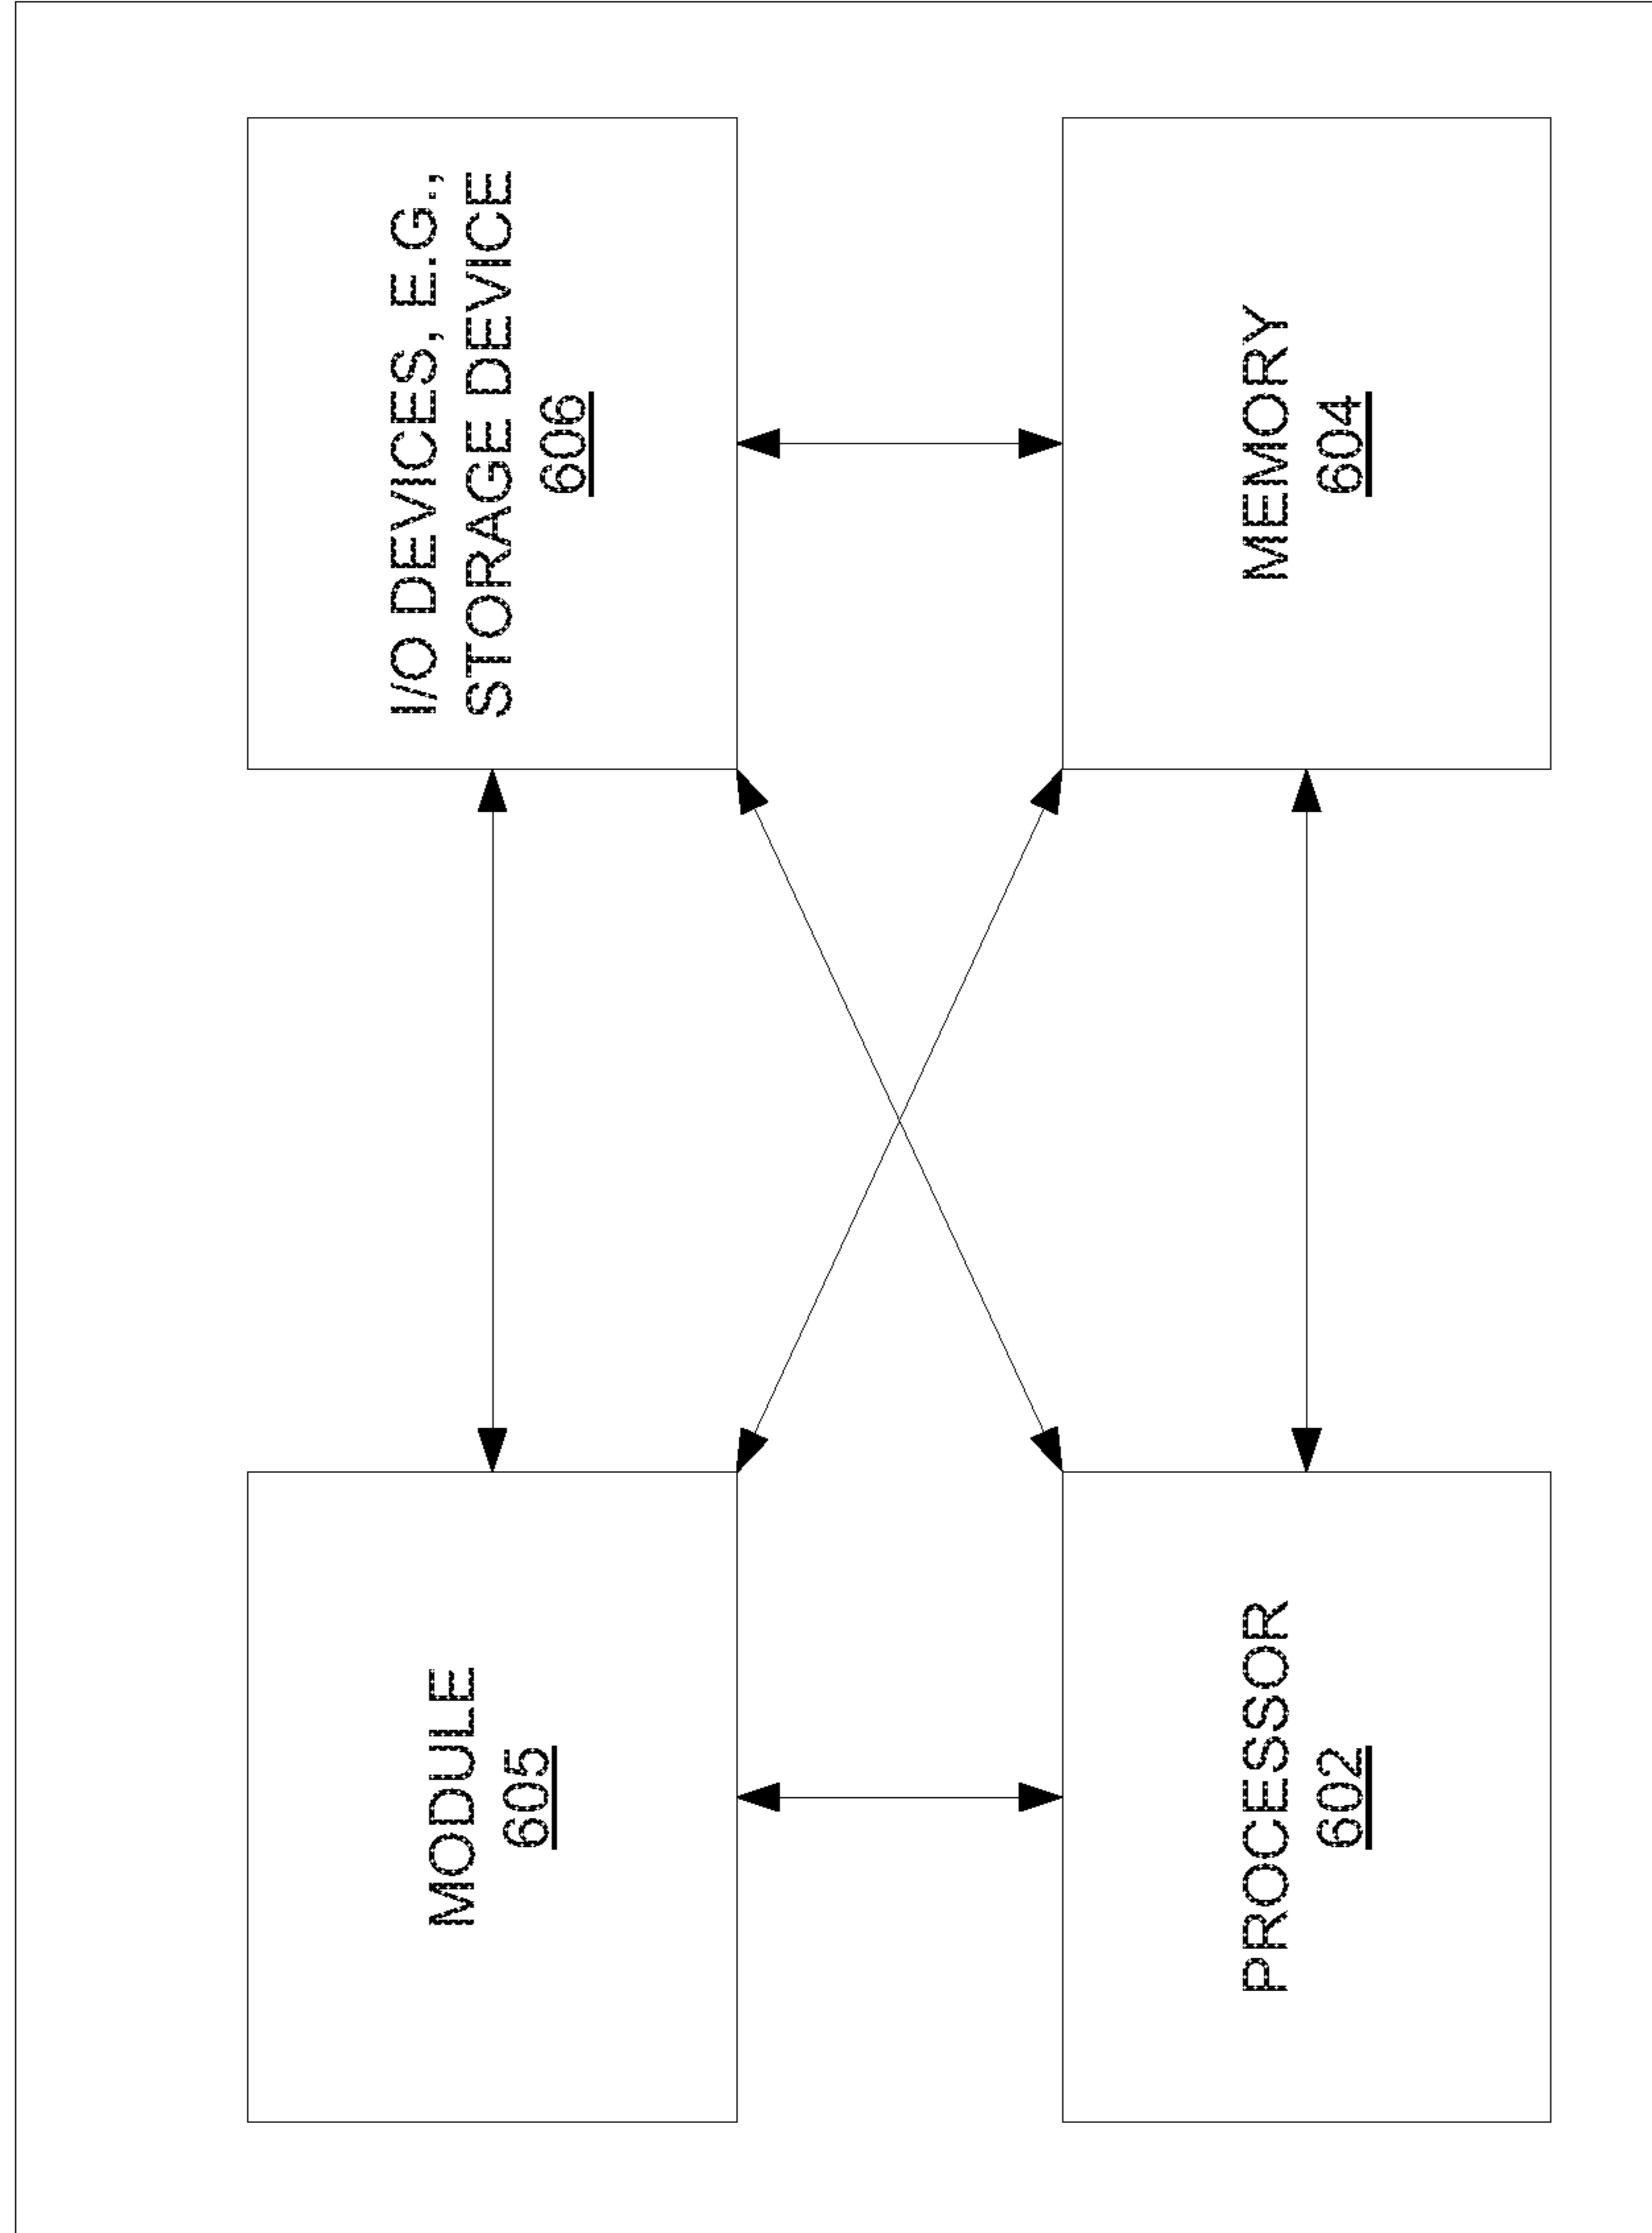 MODULE
605
I/O DEVICES, E.G.,
STORAGE DEVICE
606
PROCESSOR
602
MEMORY
604